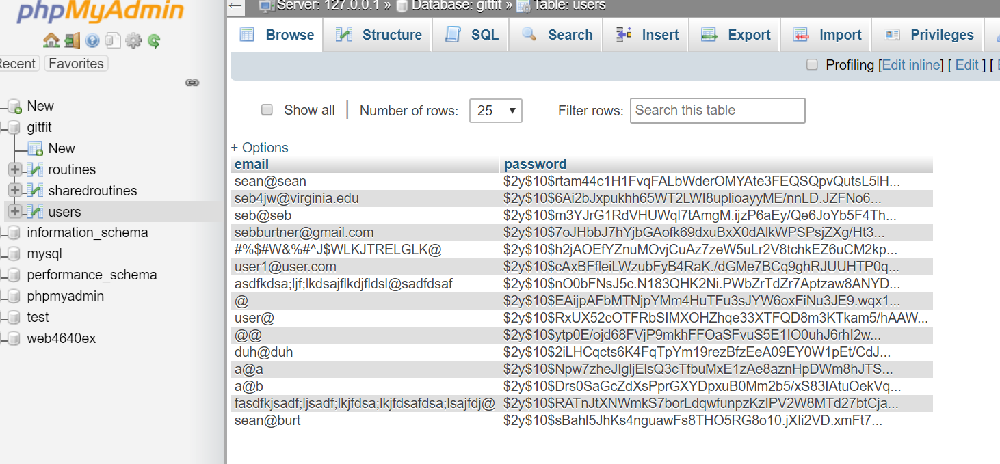 phpMyAdmin
Recent Favorites
New
gitfit
New
routines
sharedroutines
users
information_schema
mysql
performance_schema
phpmyadmin
test
web4640ex
Server: 127.0.0.1 » Database: gitfit » Table: users
Browse Structure SQL Search Insert Export Import Privileges
Profiling [Edit inline] [ Edit ] [
Show all Number of rows: 25 Filter rows: Search this table
+ Options
email password
sean@sean $2y$10$rtam44c1H1FvqFALbWderOMYAte3FEQSQpvQutsL5lH...
seb4jw@virginia.edu $2y$10$6Ai2bJxpukhh65WT2LWI8uplioayyME/nnLD.JZFNo6...
seb@seb $2y$10$m3YJrG1RdVHUWql7tAmgM.ijzP6aEy/Qe6JoYb5F4Th...
sebburtner@gmail.com $2y$10$7oJHbbJ7hYjbGAofk69dxuBxX0dAlkWPSPsjZXg/Ht3...
#%$#W&%#^J$WLKJTRELGLK@ $2y$10$h2jAOEfYZnuMOvjCuAz7zeW5uLr2V8tchkEZ6uCM2kp...
user1@user.com $2y$10$cAxBFfleiLWzubFyB4RaK./dGMe7BCq9ghRJUUHTP0q...
asdfkdsa;ljf;lkdsajflkdjfldsl@sadfdsaf $2y$10$nO0bFNsJ5c.N183QHK2Ni.PWbZrTdZr7Aptzaw8ANYD...
@ $2y$10$EAijpAFbMTNjpYMm4HuTFu3sJYW6oxFiNu3JE9.wqx1...
user@ $2y$10$RxUX52cOTFRbSIMXOHZhqe33XTFQD8m3KTkam5/hAAW...
@@ $2y$10$ytp0E/ojd68FVjP9mkhFFOaSFvuS5E1IO0uhJ6rhI2w...
duh@duh $2y$10$2iLHCqcts6K4FqTpYm19rezBfzEeA09EY0W1pEt/CdJ...
a@a $2y$10$Npw7zheJIgljElsQ3cTfbuMxE1zAe8aznHpDWm8hJTS...
a@b $2y$10$Drs0SaGcZdXsPprGXYDpxuB0Mm2b5/xS83IAtuOekVq...
fasdfkjsadf;ljsadf;lkjfdsa;lkjfdsafdsa;lsajfdj@ $2y$10$RATnJtXNWmkS7borLdqwfunpzKzIPV2W8MTd27btCja...
sean@burt $2y$10$sBahl5JhKs4nguawFs8THO5RG8o10.jXIi2VD.xmFt7...